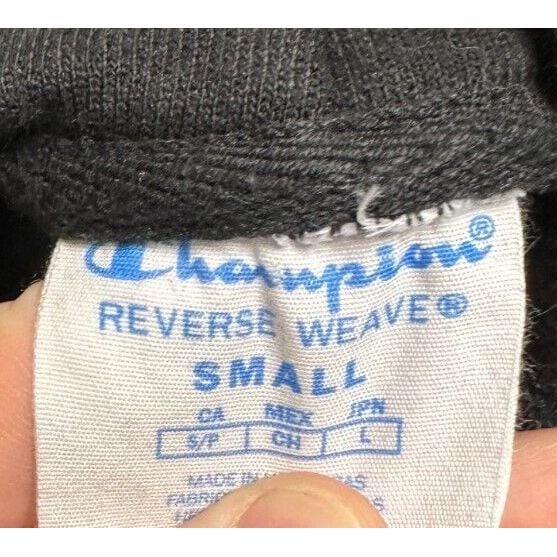 Champion®
REVERSE WEAVE®
SMALL
CA MEX JPN
S/P CH L
MADE IN